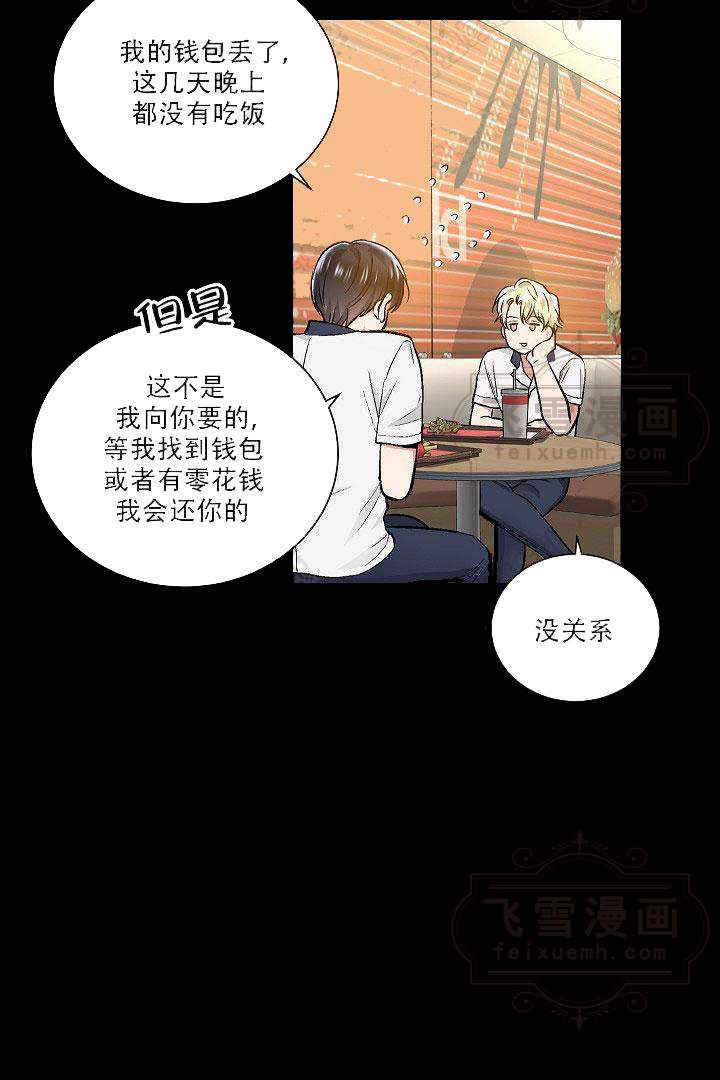 我的钱包丢了,
这几天晚上
都没有吃饭
但是
这不是
我向你要的,
等我找到钱包
或者有零花钱
我会还你的
飞雪漫画
feixuemh.com
没关系
飞雪漫画
feixuemh.com